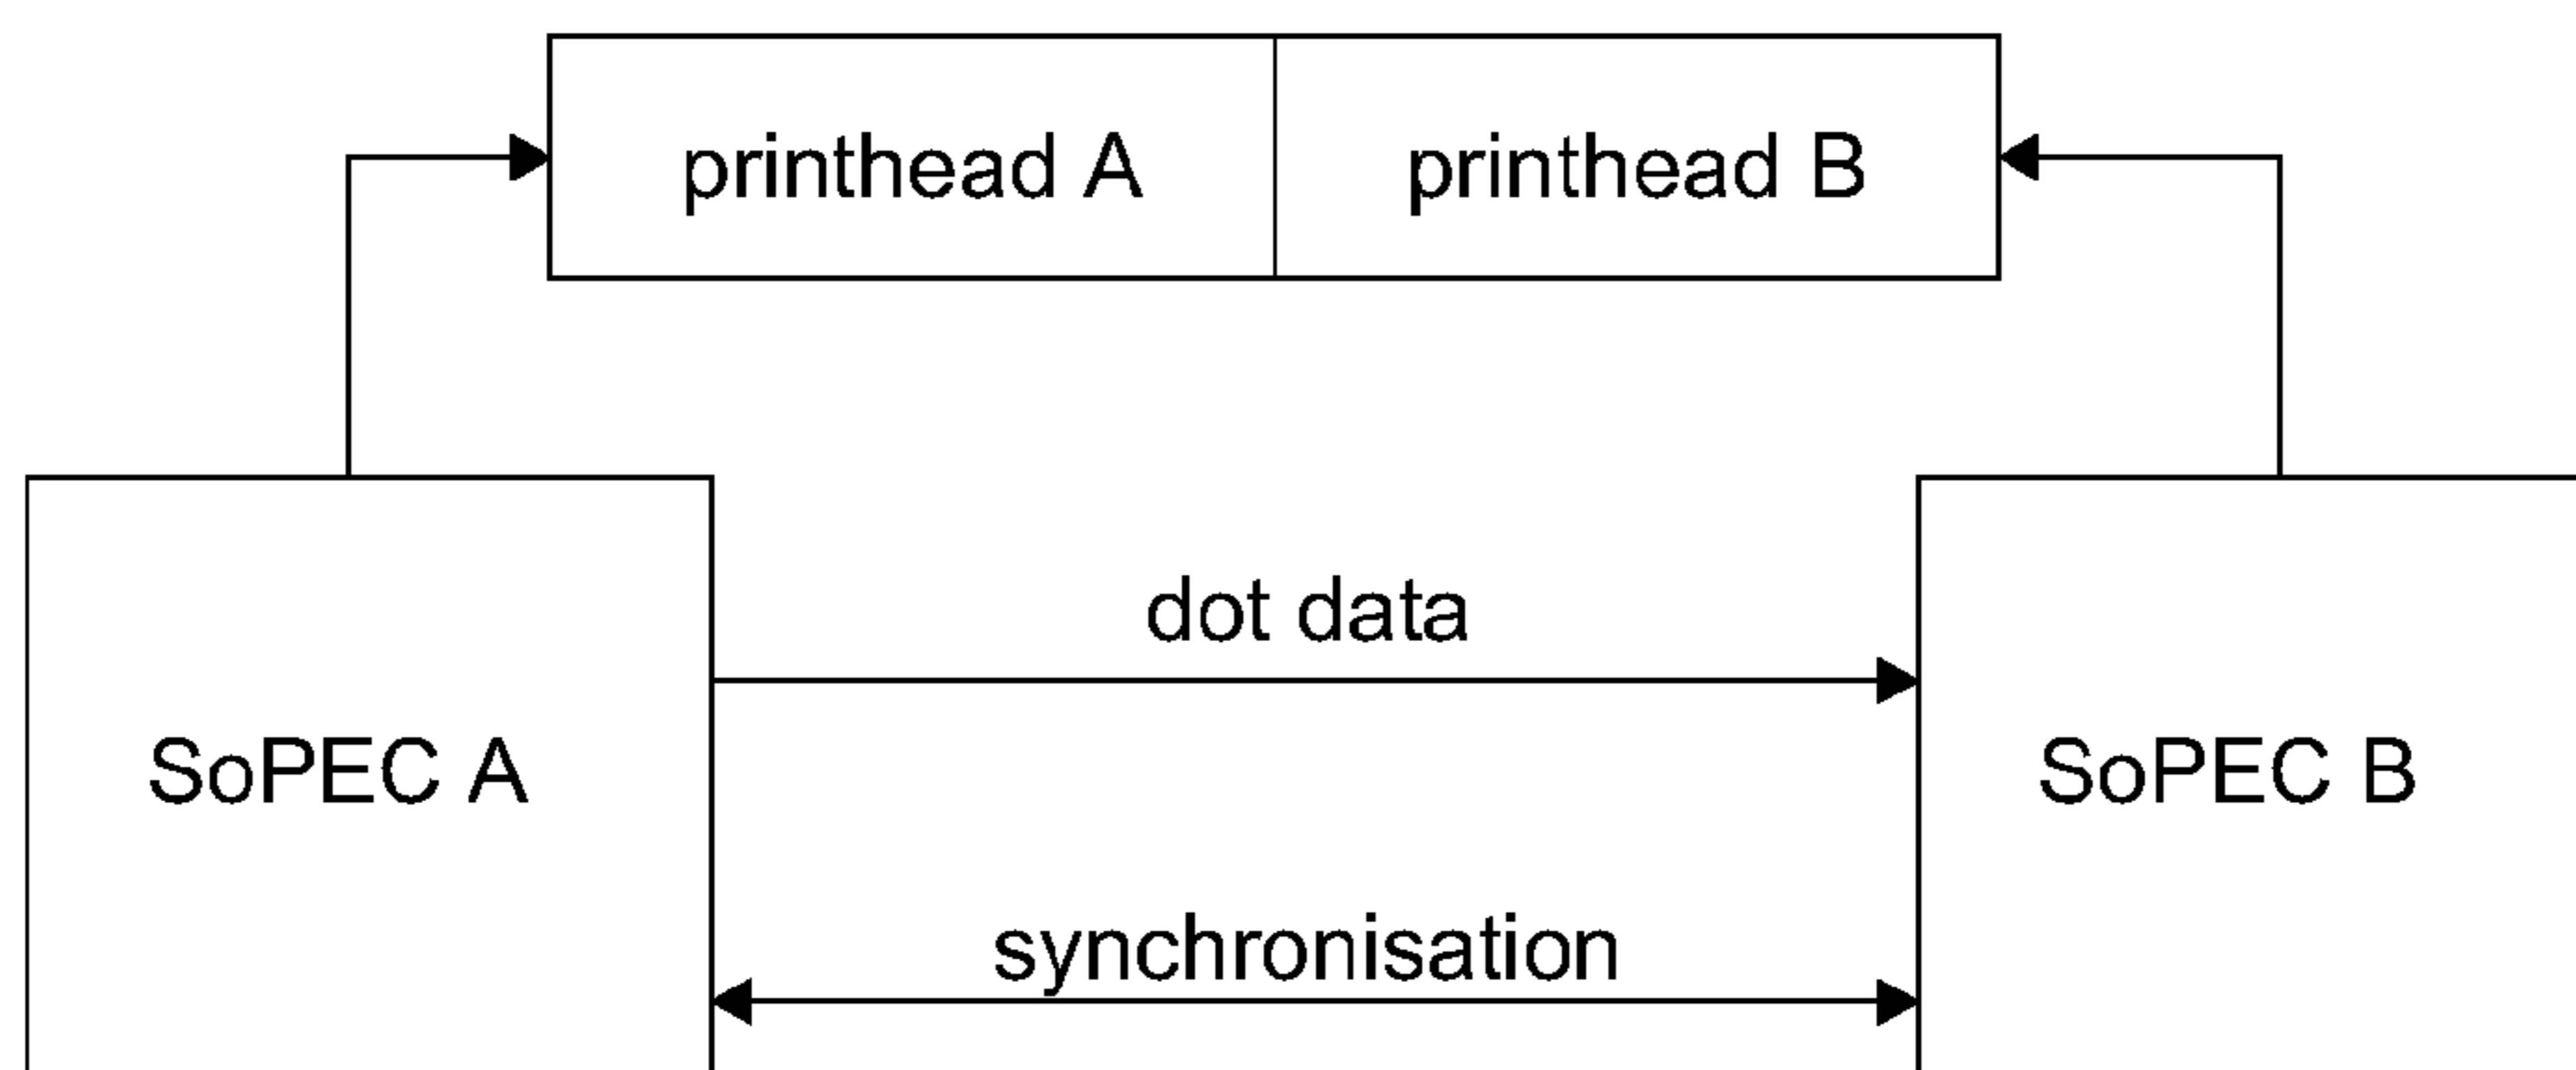 printhead A
printhead B
dot data
SoPEC A
SoPEC B
synchronisation